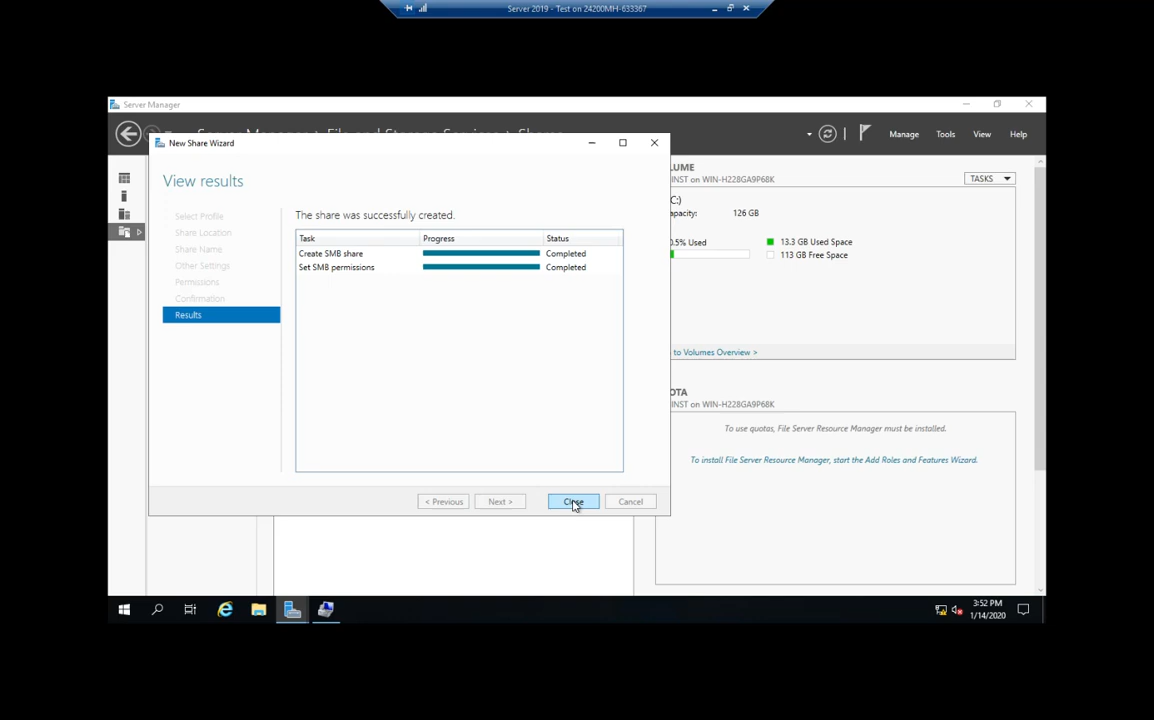 Server 2019 - Test on 24200MH-633367
Server Manager
New Share Wizard
Manage
Tools
View
Help
View results
Select Profile
Share Location
Share Name
Other Settings
Permissions
Confirmation
Results
The share was successfully created.
Task Progress Status
Create SMB share Completed
Set SMB permissions Completed
< Previous
Next >
Close
Cancel
LUME
INST on WIN-H228GA9P68K
TASKS
C:)
apacity: 126 GB
0.5% Used
13.3 GB Used Space
113 GB Free Space
to Volumes Overview >
OTA
INST on WIN-H228GA9P68K
To use quotas, File Server Resource Manager must be installed.
To install File Server Resource Manager, start the Add Roles and Features Wizard.
3:52 PM
1/14/2020